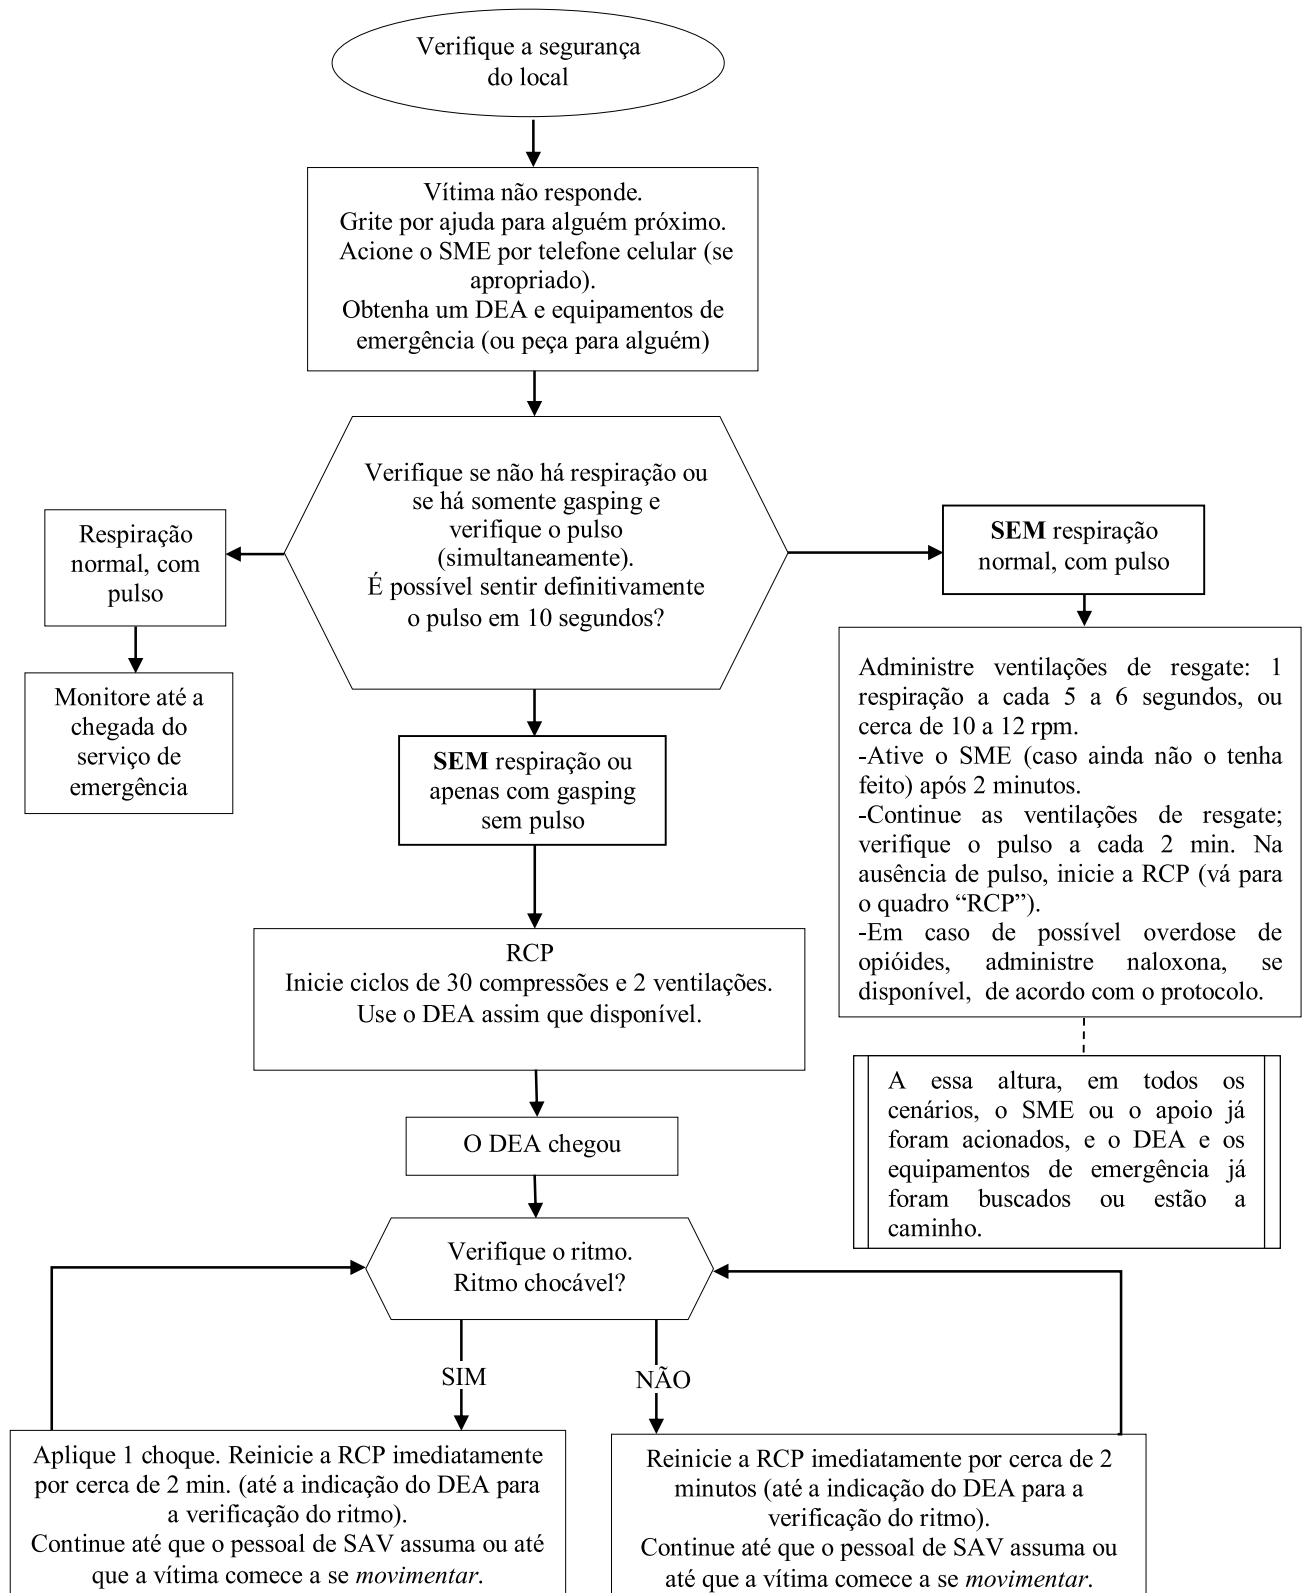 Verifique a segurança
do local
Vítima não responde.
Grite por ajuda para alguém próximo.
Acione o SME por telefone celular (se
apropriado).
Obtenha um DEA e equipamentos de
emergência (ou peça para alguém)
Verifique se não há respiração ou
se há somente gasping e
verifique o pulso
(simultaneamente).
É possível sentir definitivamente
o pulso em 10 segundos?
Respiração
normal, com
pulso
Monitore até a
chegada do
serviço de
emergência
SEM respiração
normal, com pulso
Administre ventilações de resgate: 1
respiração a cada 5 a 6 segundos, ou
cerca de 10 a 12 rpm.
-Ative o SME (caso ainda não o tenha
feito) após 2 minutos.
-Continue as ventilações de resgate;
verifique o pulso a cada 2 min. Na
ausência de pulso, inicie a RCP (vá para
o quadro “RCP”).
-Em caso de possível overdose de
opióides, administre naloxona, se
disponível, de acordo com o protocolo.
A essa altura, em todos os
cenários, o SME ou o apoio já
foram acionados, e o DEA e os
equipamentos de emergência já
foram buscados ou estão a
caminho.
SEM respiração ou
apenas com gasping
sem pulso
RCP
Inicie ciclos de 30 compressões e 2 ventilações.
Use o DEA assim que disponível.
O DEA chegou
Verifique o ritmo.
Ritmo chocável?
SIM
NÃO
Aplique 1 choque. Reinicie a RCP imediatamente
por cerca de 2 min. (até a indicação do DEA para
a verificação do ritmo).
Continue até que o pessoal de SAV assuma ou até
que a vítima comece a se movimentar.
Reinicie a RCP imediatamente por cerca de 2
minutos (até a indicação do DEA para a
verificação do ritmo).
Continue até que o pessoal de SAV assuma ou
até que a vítima comece a se movimentar.